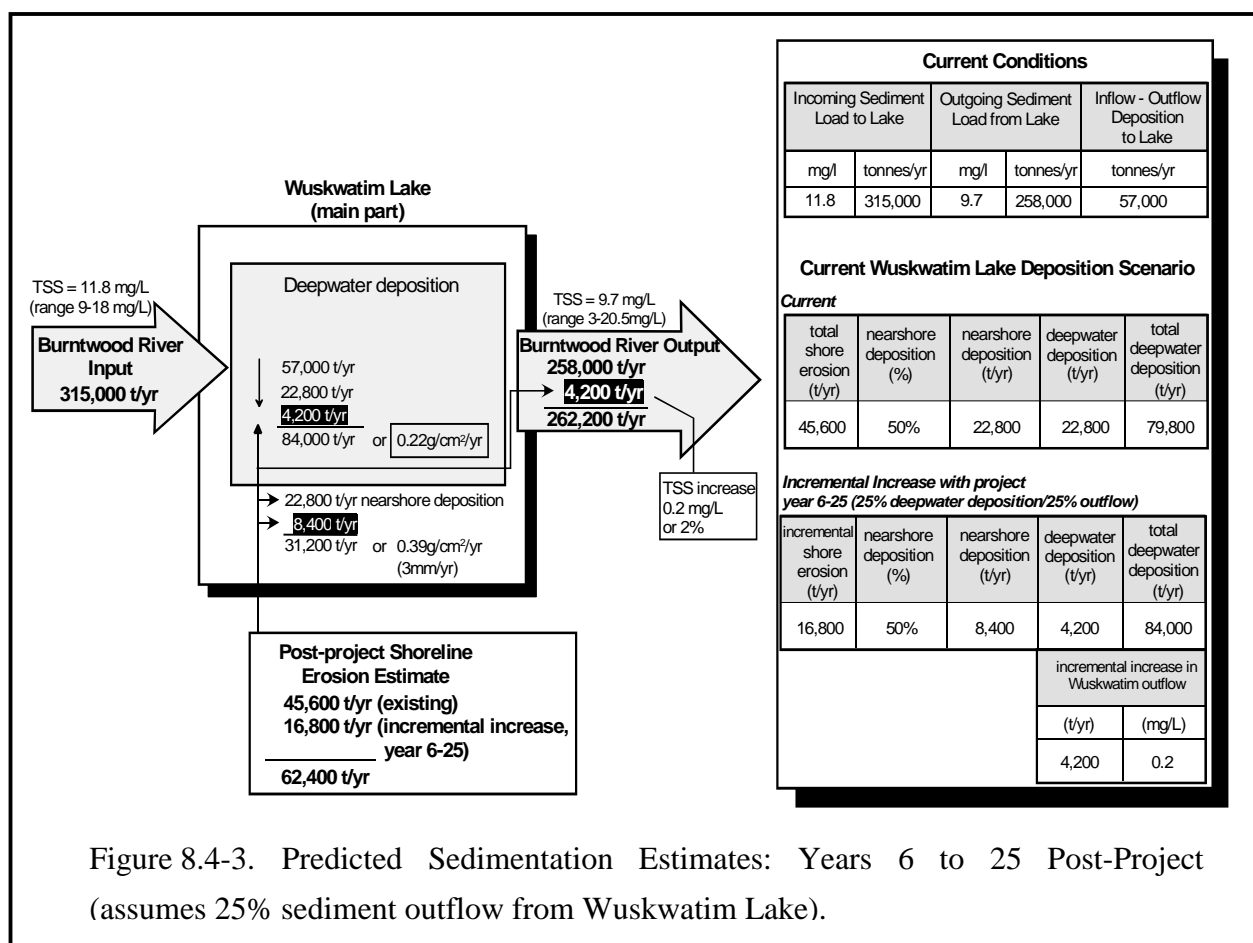 Wuskwatim Lake
(main part)
TSS = 11.8 mg/L
(range 9-18 mg/L)
Burntwood River
Input
315,000 t/yr
Deepwater deposition
57,000 t/yr
22,800 t/yr
4,200 t/yr
84,000 t/yr or 0.22g/cm²/yr
22,800 t/yr nearshore deposition
8,400 t/yr
31,200 t/yr or 0.39g/cm²/yr
(3mm/yr)
TSS = 9.7 mg/L
(range 3-20.5mg/L)
Burntwood River Output
258,000 t/yr
4,200 t/yr
262,200 t/yr
TSS increase
0.2 mg/L
or 2%
Post-project Shoreline
Erosion Estimate
45,600 t/yr (existing)
16,800 t/yr (incremental increase,
year 6-25)
62,400 t/yr
Current Conditions
Incoming Sediment Load to Lake
Outgoing Sediment Load from Lake
Inflow - Outflow Deposition to Lake
mg/l tonnes/yr mg/l tonnes/yr tonnes/yr
11.8 315,000 9.7 258,000 57,000
Current Wuskwatim Lake Deposition Scenario
Current
total shore erosion (t/yr)
nearshore deposition (%)
nearshore deposition (t/yr)
deepwater deposition (t/yr)
total deepwater deposition (t/yr)
45,600 50% 22,800 22,800 79,800
Incremental Increase with project
year 6-25 (25% deepwater deposition/25% outflow)
incremental shore erosion (t/yr)
nearshore deposition (%)
nearshore deposition (t/yr)
deepwater deposition (t/yr)
total deepwater deposition (t/yr)
16,800 50% 8,400 4,200 84,000
incremental increase in
Wuskwatim outflow
(t/yr) (mg/L)
4,200 0.2
Figure 8.4-3. Predicted Sedimentation Estimates: Years 6 to 25 Post-Project
(assumes 25% sediment outflow from Wuskwatim Lake).